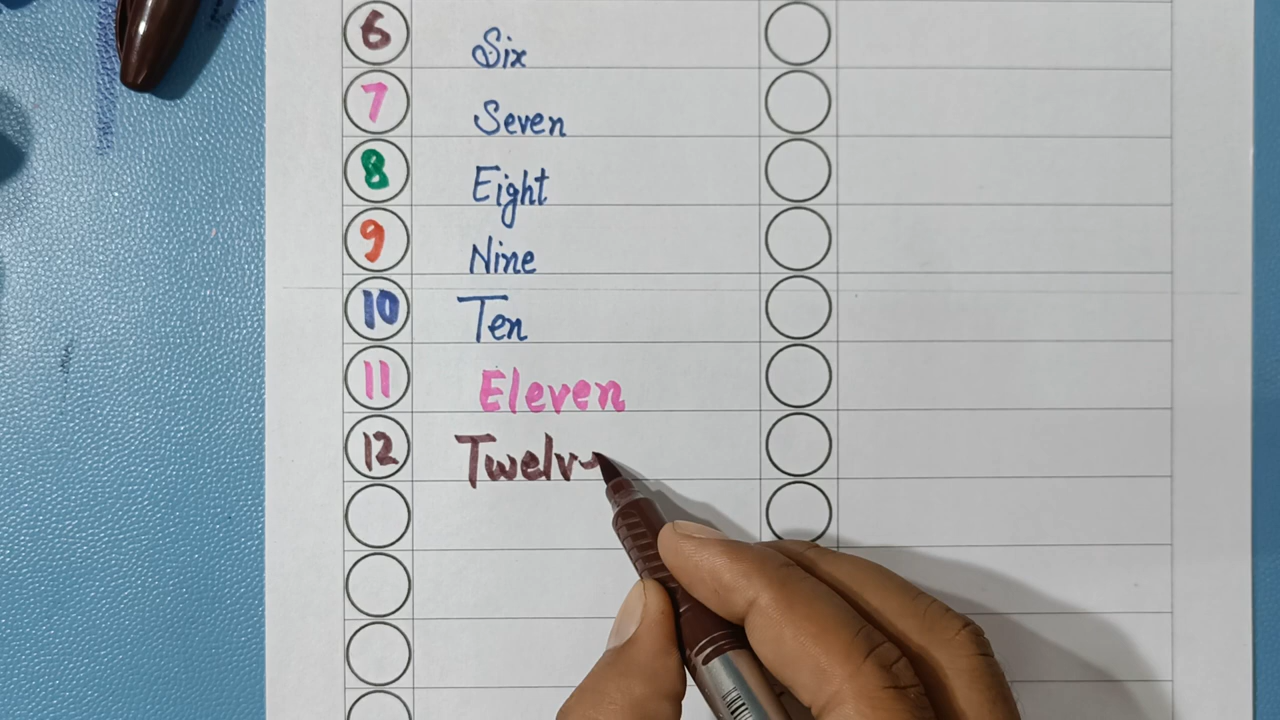 6 Six
7 Seven
8 Eight
9 Nine
10 Ten
11 Eleven
12 Twelv